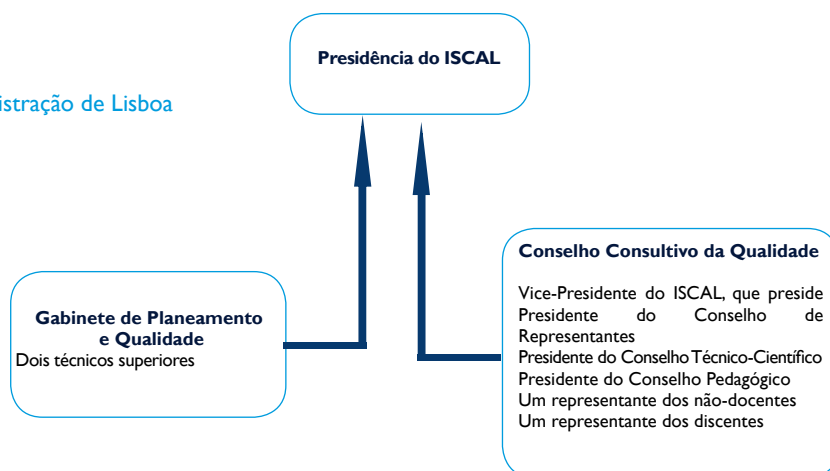 Presidência do ISCAL
istração de Lisboa
Gabinete de Planeamento
e Qualidade
Dois técnicos superiores
Conselho Consultivo da Qualidade
Vice-Presidente do ISCAL, que preside
Presidente do Conselho de
Representantes
Presidente do Conselho Técnico-Científico
Presidente do Conselho Pedagógico
Um representante dos não-docentes
Um representante dos discentes